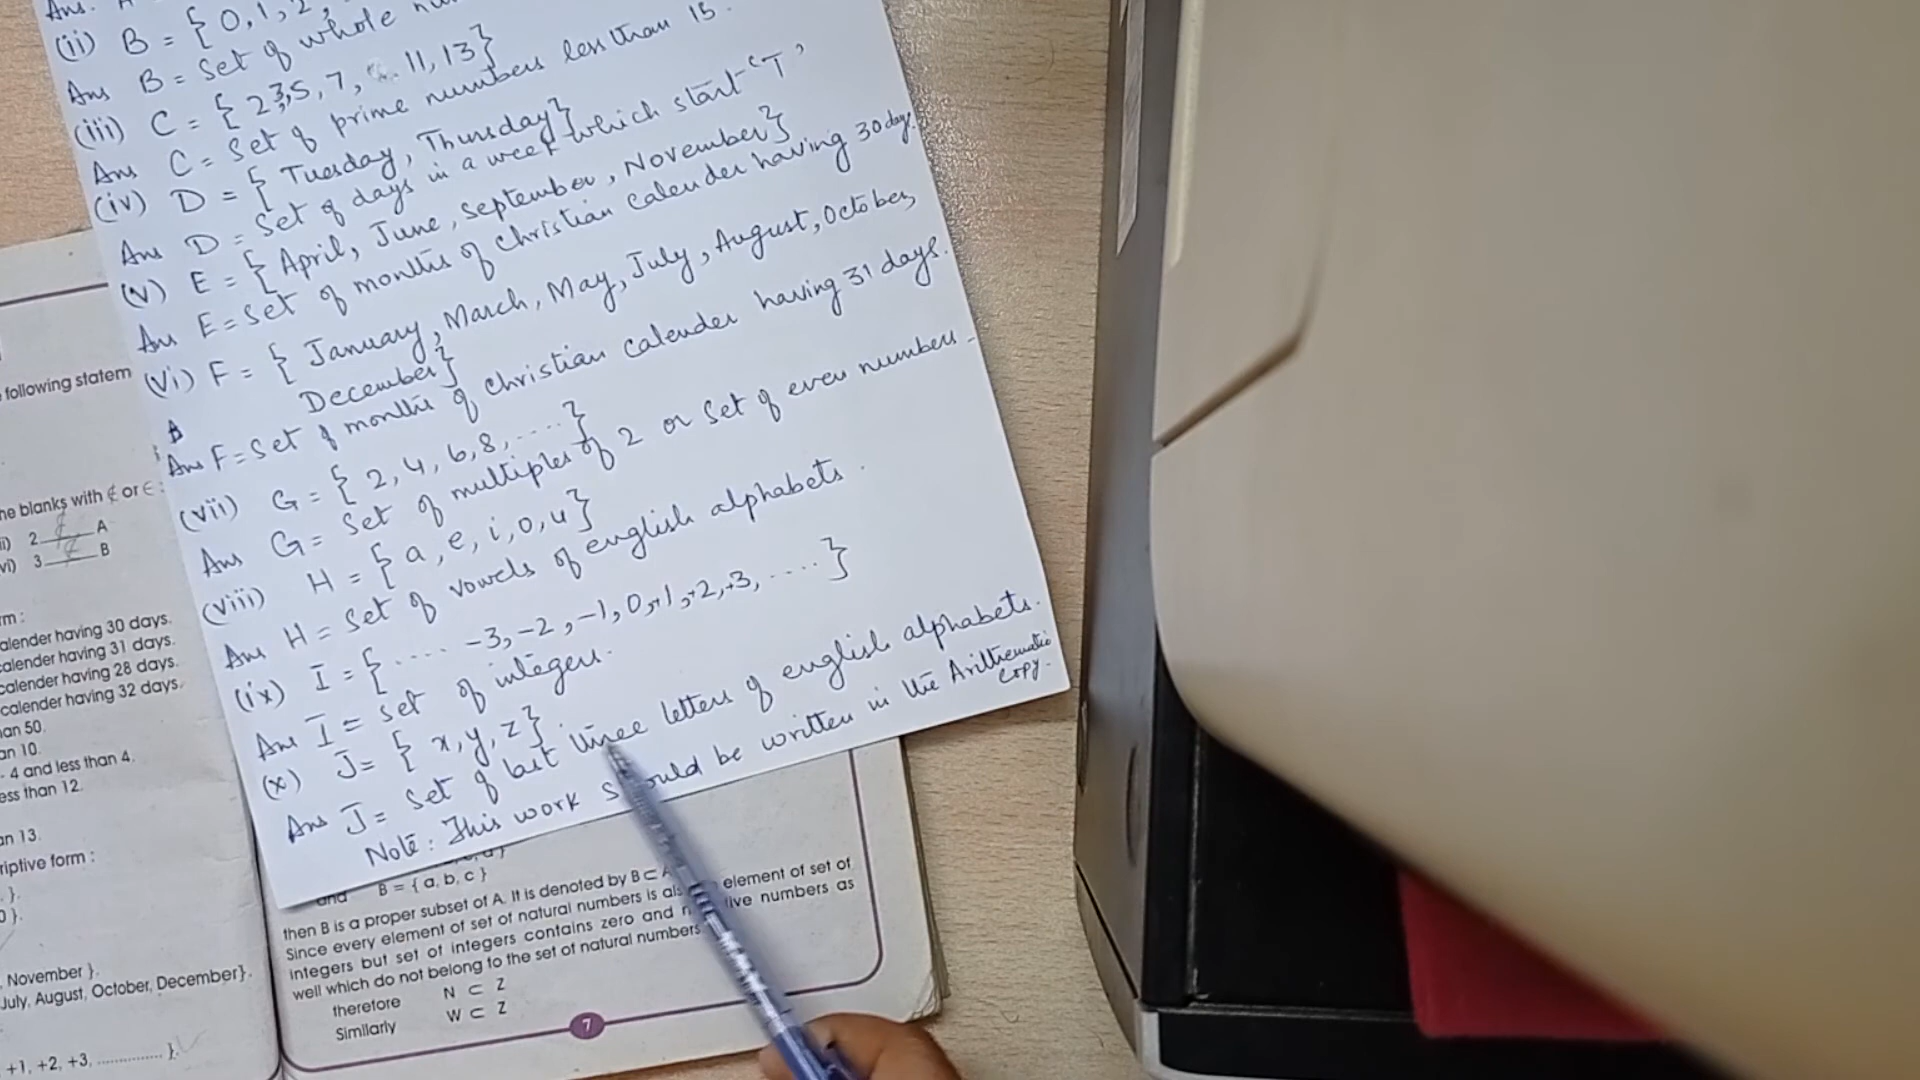 Ans.
(ii) B = { 0, 1, 2,
Ans B = Set of whole
(iii) C = { 2, 3, 5, 7, 11, 13}
Ans C = Set of prime numbers less than 15.
(iv) D = { Tuesday, Thursday}
Ans D = Set of days in a week which start 'T'
(v) E = { April, June, September, November}
Ans E = Set of months of Christian calender having 30 days.
(vi) F = { January, March, May, July, August, October,
December}
Ans F = Set of months of Christian calender having 31 days.
(vii) G = { 2, 4, 6, 8, ..... }
Ans G = Set of multiples of 2 or Set of even numbers.
(viii) H = { a, e, i, o, u }
Ans H = Set of vowels of english alphabets.
(ix) I = { .... -3, -2, -1, 0, +1, +2, +3, ..... }
Ans I = Set of integers.
(x) J = { x, y, z }
Ans J = Set of last three letters of english alphabets.
Note: This work should be written in the Arithematic
copy.
following statem
he blanks with ∉ or ∈ :
ii) 2 ∉ A
vi) 3 ∉ B
rm :
alender having 30 days.
calender having 31 days.
calender having 28 days.
calender having 32 days.
an 50.
an 10.
- 4 and less than 4.
ess than 12.
an 13.
riptive form :
. }.
0 }.
, November }.
July, August, October, December}.
+1, +2, +3, ............... }.
and B = { a, b, c }
then B is a proper subset of A. It is denoted by B ⊂
Since every element of set of natural numbers is element of set of
integers but set of integers contains zero and numbers as
well which do not belong to the set of natural numbers
therefore N ⊂ Z
Similarly W ⊂ Z
7